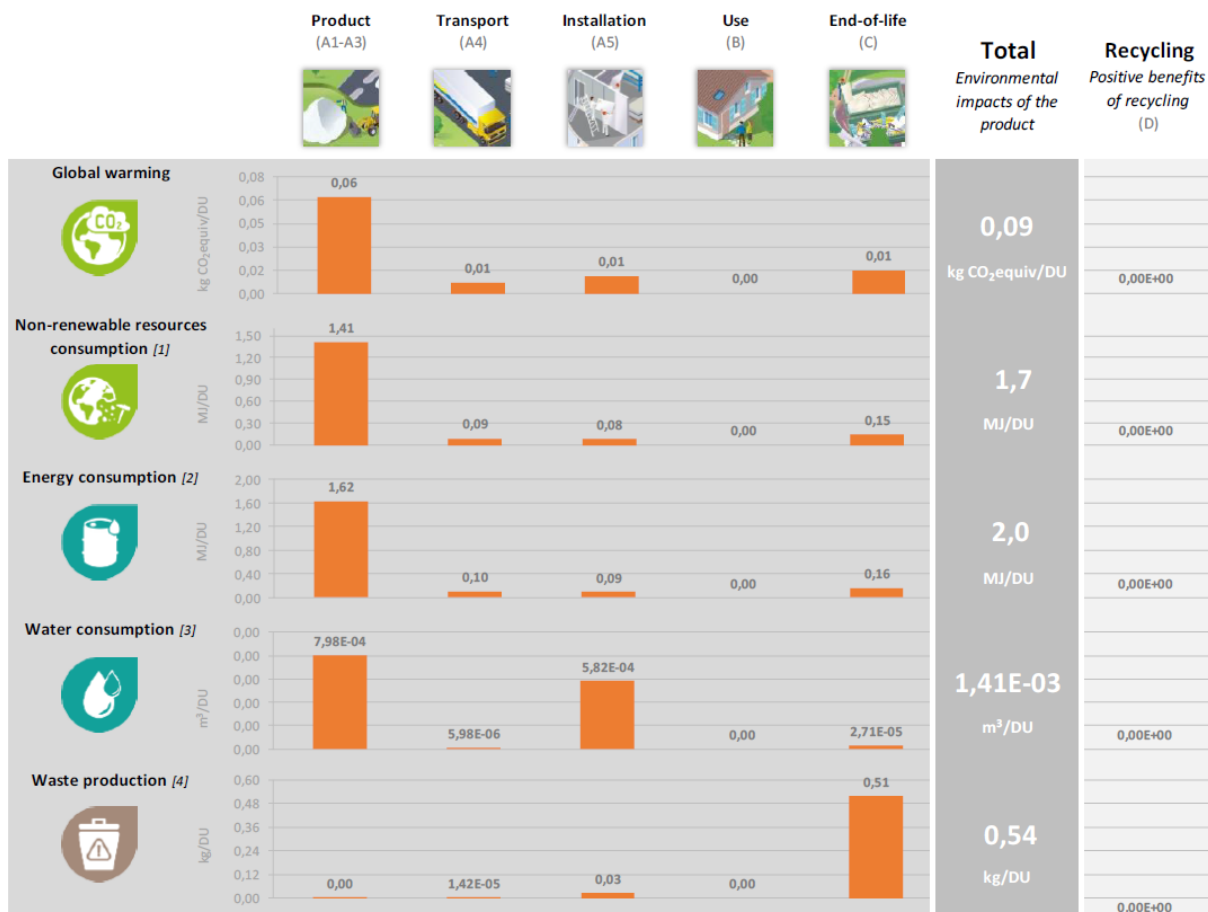 Product
(A1-A3)
Transport
(A4)
Installation
(A5)
Use
(B)
End-of-life
(C)
Total
Environmental
impacts of the
product
Recycling
Positive benefits
of recycling
(D)
Global warming
CO₂
kg CO₂equiv/DU
0,08
0,06
0,05
0,03
0,02
0,00
0,06
0,01
0,01
0,00
0,01
0,09
kg CO₂equiv/DU
0,00E+00
Non-renewable resources
consumption [1]
MJ/DU
1,50
1,20
0,90
0,60
0,30
0,00
1,41
0,09
0,08
0,00
0,15
1,7
MJ/DU
0,00E+00
Energy consumption [2]
MJ/DU
2,00
1,60
1,20
0,80
0,40
0,00
1,62
0,10
0,09
0,00
0,16
2,0
MJ/DU
0,00E+00
Water consumption [3]
m³/DU
0,00
0,00
0,00
0,00
0,00
0,00
7,98E-04
5,98E-06
5,82E-04
0,00
2,71E-05
1,41E-03
m³/DU
0,00E+00
Waste production [4]
kg/DU
0,60
0,48
0,36
0,24
0,12
0,00
0,00
1,42E-05
0,03
0,00
0,51
0,54
kg/DU
0,00E+00